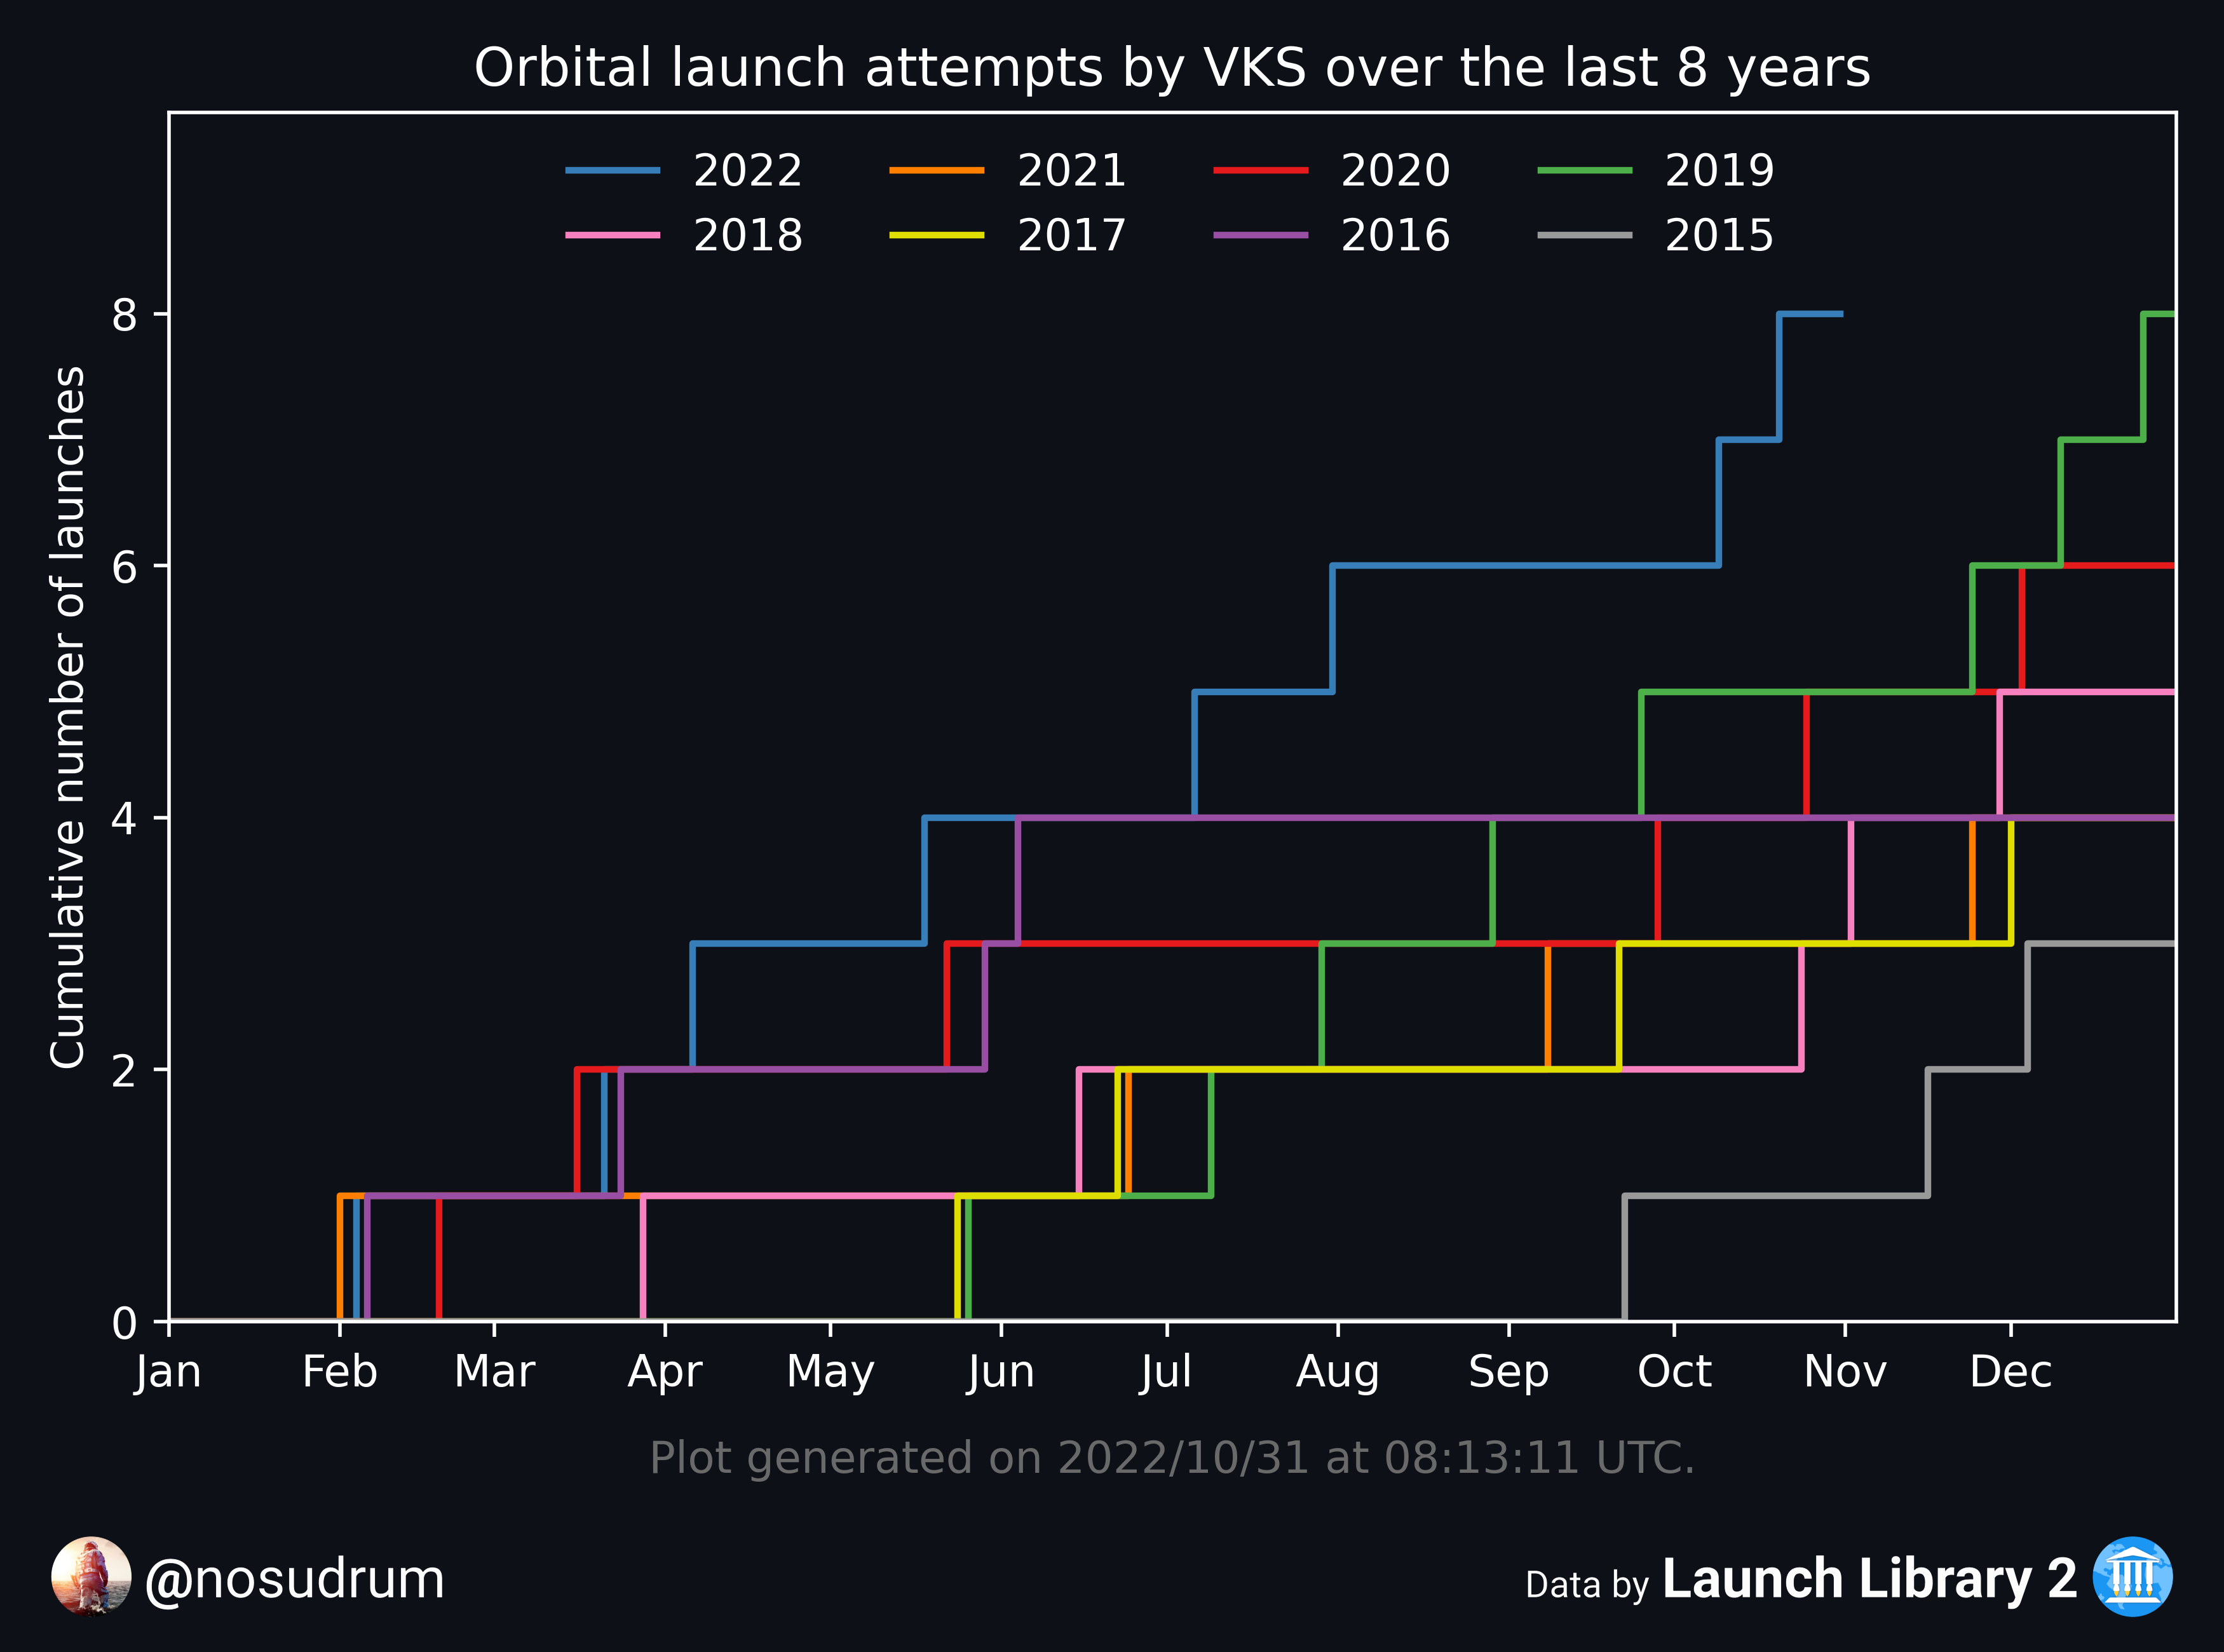 Orbital launch attempts by VKS over the last 8 years
2022 2021 2020 2019
2018 2017 2016 2015
Cumulative number of launches
8
6
4
2
0
Jan Feb Mar Apr May Jun Jul Aug Sep Oct Nov Dec
Plot generated on 2022/10/31 at 08:13:11 UTC.
@nosudrum
Data by Launch Library 2